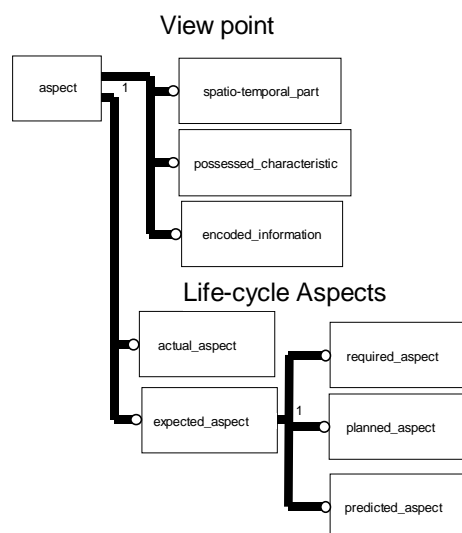 View point
aspect
1
spatio-temporal_part
possessed_characteristic
encoded_information
Life-cycle Aspects
actual_aspect
required_aspect
expected_aspect
1
planned_aspect
predicted_aspect